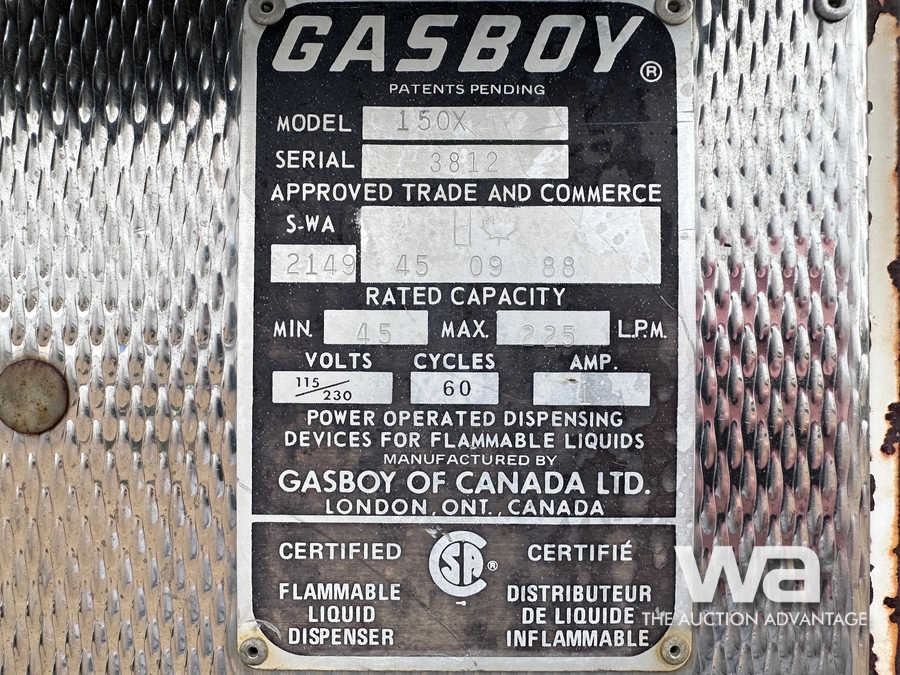 GASBOY ®
PATENTS PENDING
MODEL 150X
SERIAL 3812
APPROVED TRADE AND COMMERCE
S-WA
2149 45 09 88
RATED CAPACITY
MIN. 45 MAX. 225 L.P.M.
VOLTS CYCLES AMP.
115/230 60
POWER OPERATED DISPENSING
DEVICES FOR FLAMMABLE LIQUIDS
MANUFACTURED BY
GASBOY OF CANADA LTD.
LONDON, ONT., CANADA
CERTIFIED SA ® CERTIFIÉ
FLAMMABLE
LIQUID
DISPENSER
DISTRIBUTEUR
DE LIQUIDE
INFLAMMABLE
wa
THE AUCTION ADVANTAGE